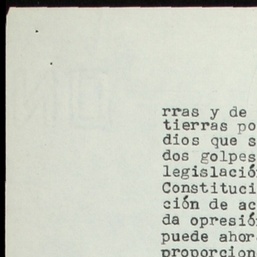 rras y de
tierras po
dios que s
dos golpes
legislació
Constituci
ción de ac
da opresió
puede ahor
proporcion